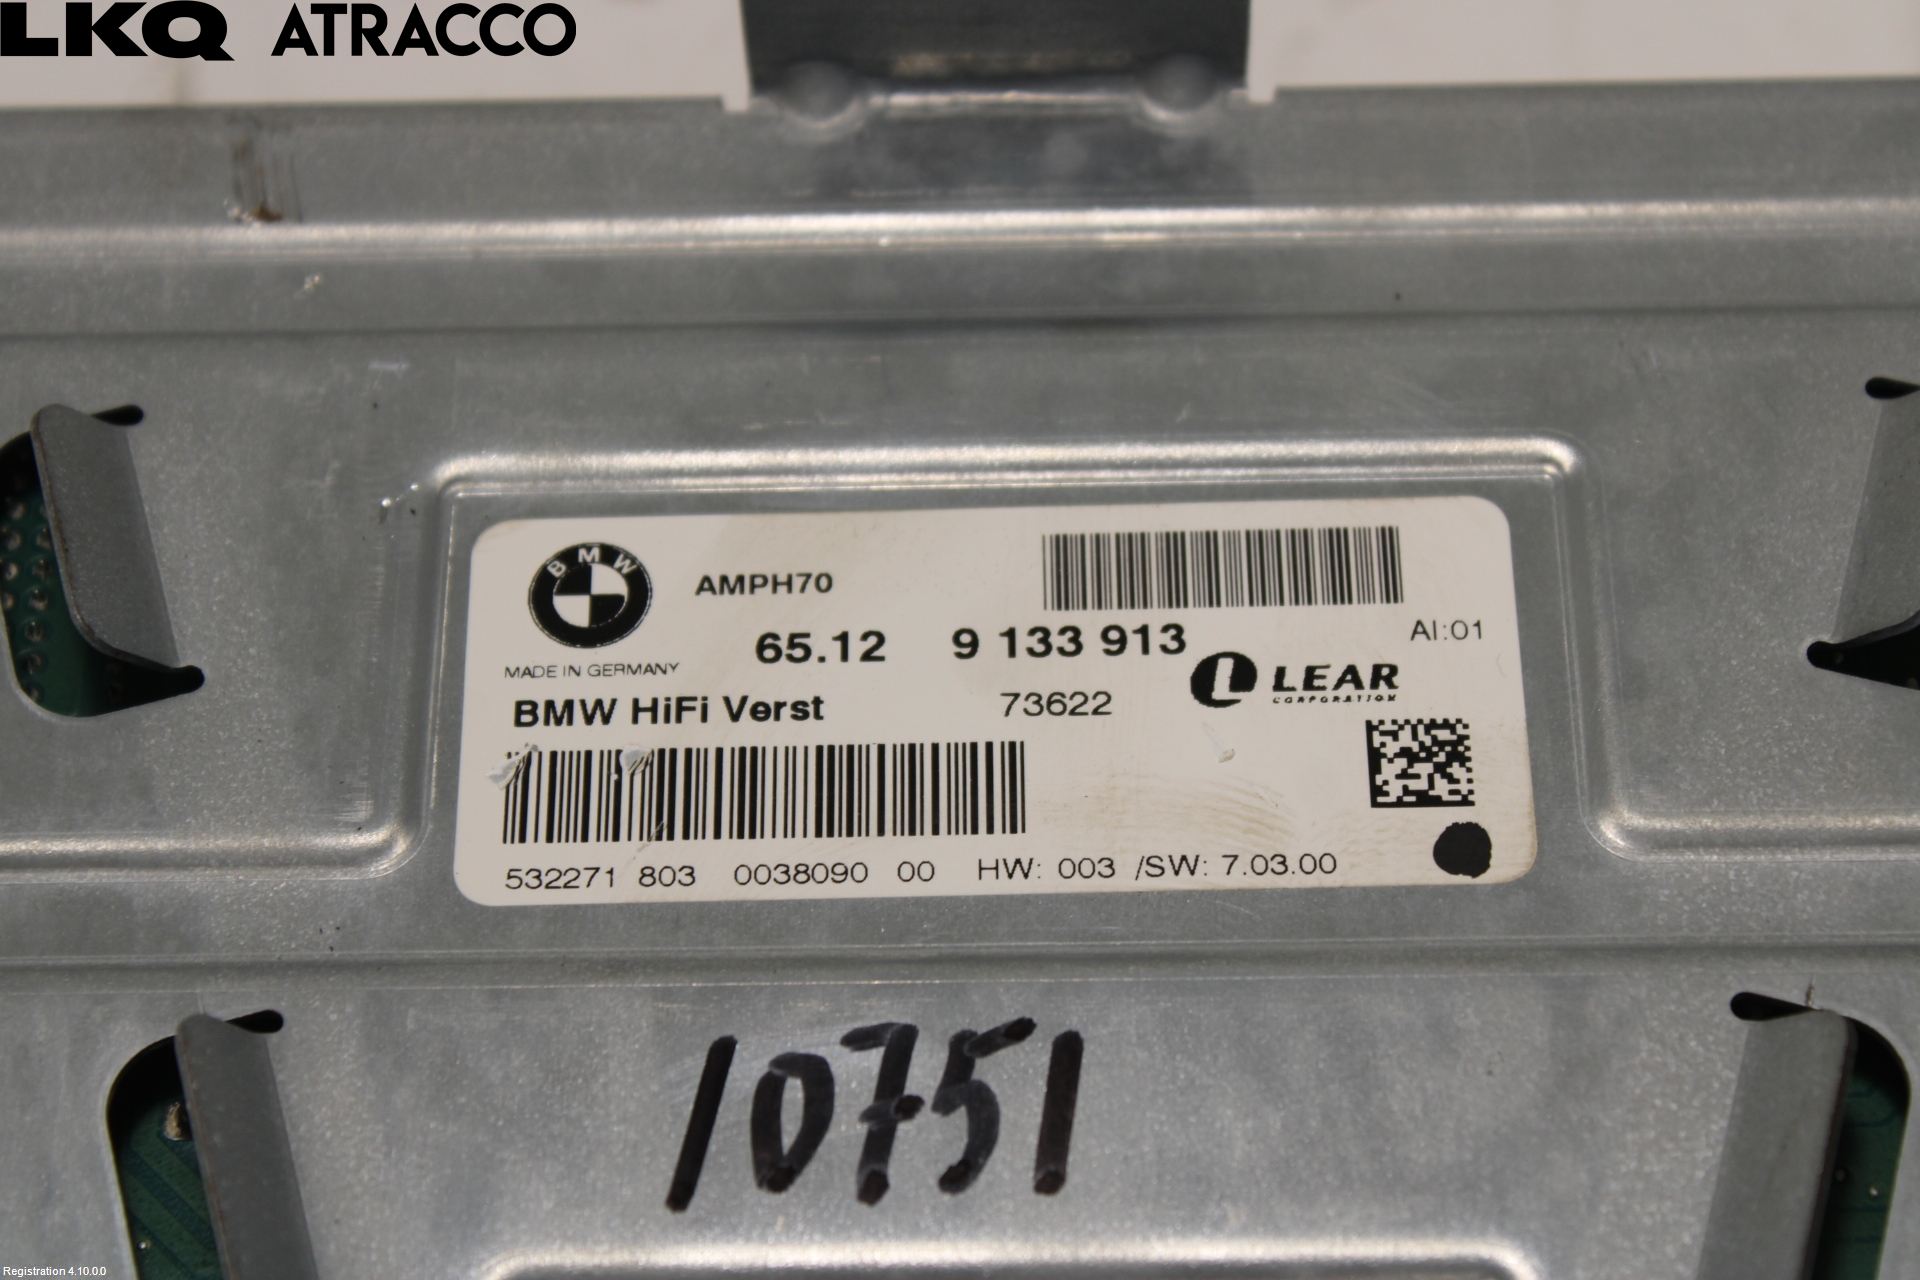 LKQ ATRACCO
BMW
AMPH70
AI:01
65.12 9 133 913
MADE IN GERMANY
LEAR
CORPORATION
BMW HiFi Verst 73622
532271 803 0038090 00 HW: 003 /SW: 7.03.00
10751
Registration 4.10.0.0